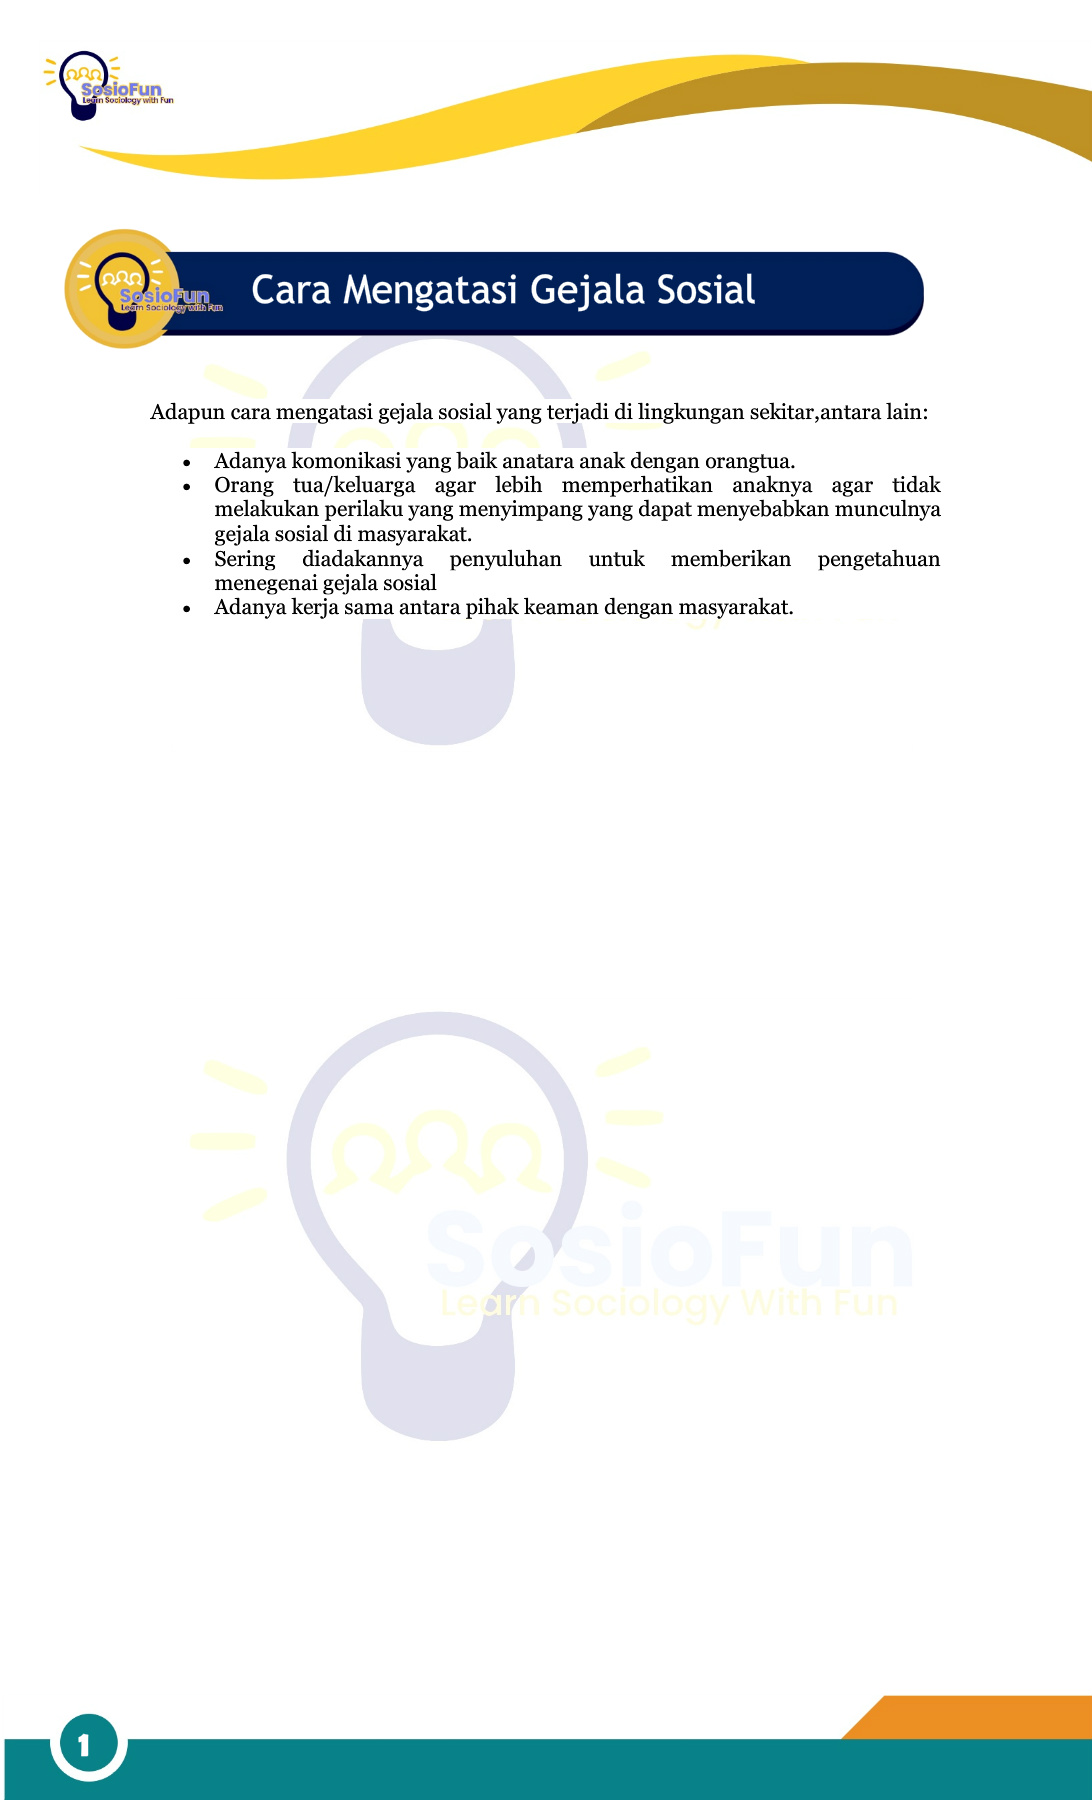 SosioFun
Learn Sociology with Fun
SosioFun
Learn Sociology with Fun
Cara Mengatasi Gejala Sosial
Adapun cara mengatasi gejala sosial yang terjadi di lingkungan sekitar,antara lain:
• Adanya komonikasi yang baik anatara anak dengan orangtua.
• Orang tua/keluarga agar lebih memperhatikan anaknya agar tidak
melakukan perilaku yang menyimpang yang dapat menyebabkan munculnya
gejala sosial di masyarakat.
• Sering diadakannya penyuluhan untuk memberikan pengetahuan
menegenai gejala sosial
• Adanya kerja sama antara pihak keaman dengan masyarakat.
SosioFun
Learn Sociology With Fun
1